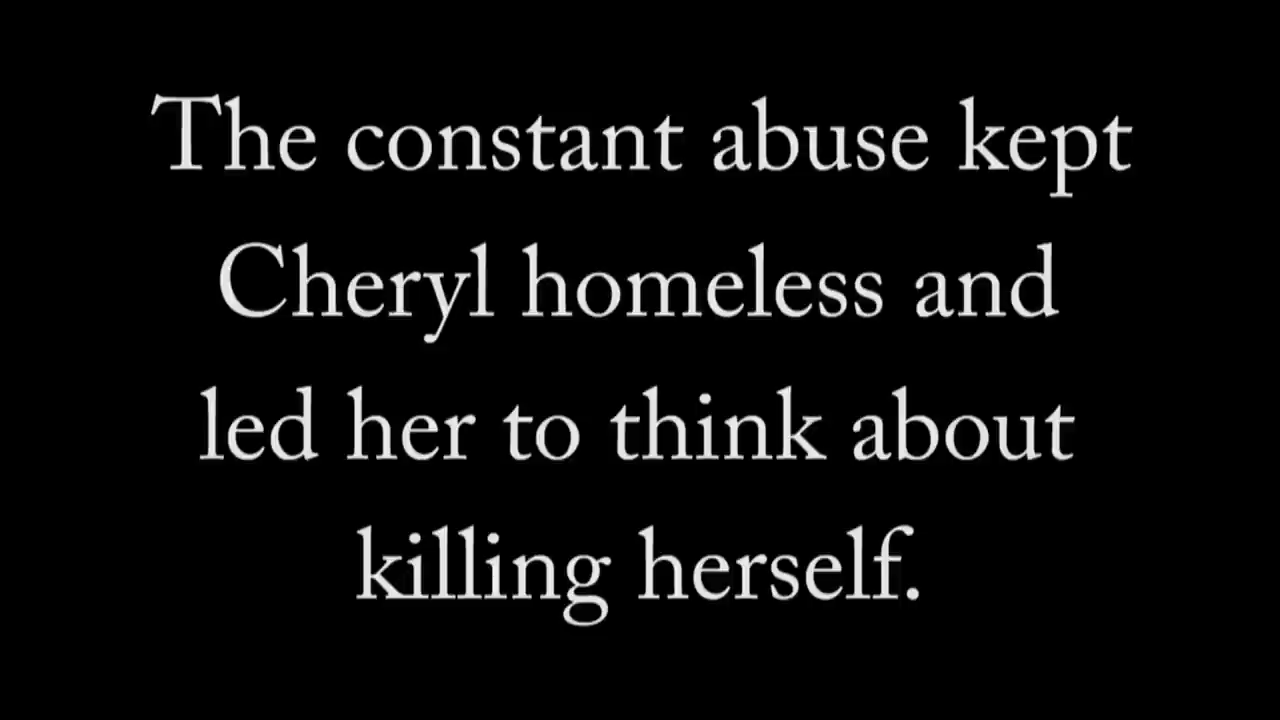 The constant abuse kept
Cheryl homeless and
led her to think about
killing herself.